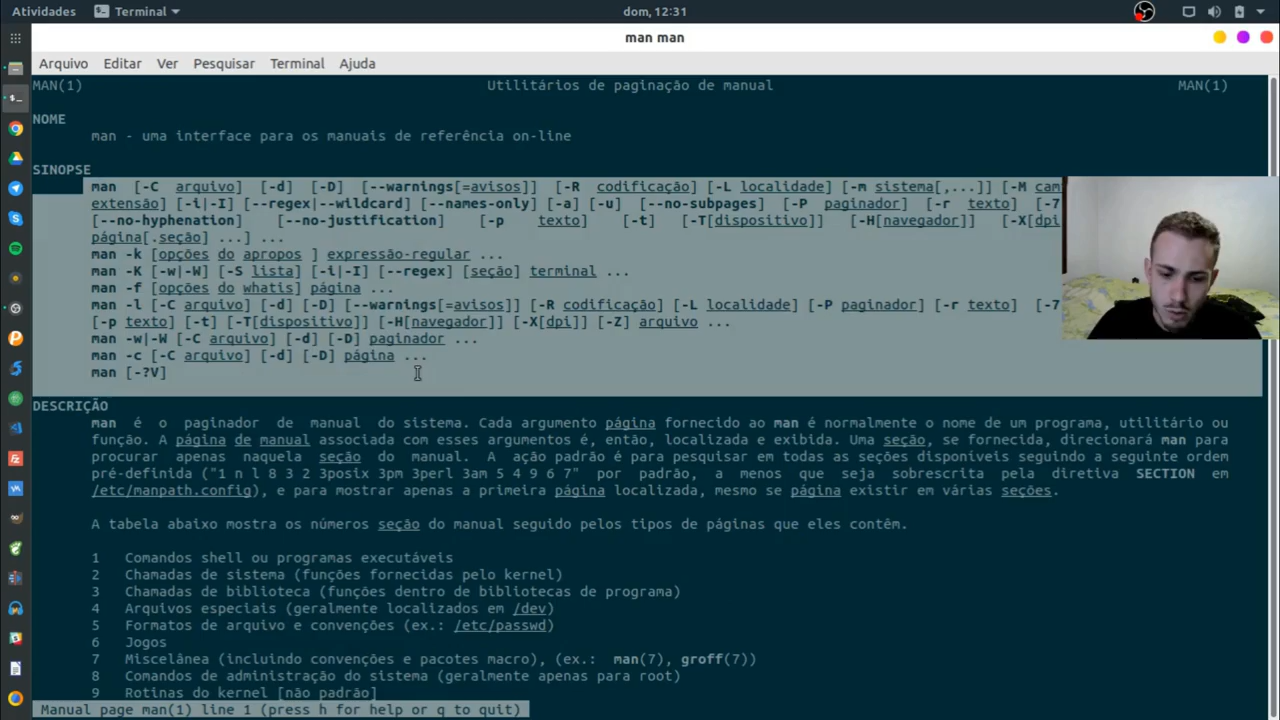 Atividades Terminal dom, 12:31
man man
Arquivo Editar Ver Pesquisar Terminal Ajuda
MAN(1) Utilitários de paginação de manual MAN(1)
NOME
man - uma interface para os manuais de referência on-line
SINOPSE
man [-C arquivo] [-d] [-D] [--warnings[=avisos]] [-R codificação] [-L localidade] [-m sistema[,...]] [-M cam
extensão] [-i|-I] [--regex|--wildcard] [--names-only] [-a] [-u] [--no-subpages] [-P paginador] [-r texto] [-7
[--no-hyphenation] [--no-justification] [-p texto] [-t] [-T[dispositivo]] [-H[navegador]] [-X[dpi
página[.seção] ...] ...
man -k [opções do apropos ] expressão-regular ...
man -K [-w|-W] [-S lista] [-i|-I] [--regex] [seção] terminal ...
man -f [opções do whatis] página ...
man -l [-C arquivo] [-d] [-D] [--warnings[=avisos]] [-R codificação] [-L localidade] [-P paginador] [-r texto] [-7
[-p texto] [-t] [-T[dispositivo]] [-H[navegador]] [-X[dpi] [-Z] arquivo ...
man -w|-W [-C arquivo] [-d] [-D] paginador ...
man -c [-C arquivo] [-d] [-D] página ...
man [-?V]
DESCRIÇÃO
man é o paginador de manual do sistema. Cada argumento página fornecido ao man é normalmente o nome de um programa, utilitário ou
função. A página de manual associada com esses argumentos é, então, localizada e exibida. Uma seção, se fornecida, direcionará man para
procurar apenas naquela seção do manual. A ação padrão é para pesquisar em todas as seções disponíveis seguindo a seguinte ordem
pré-definida ("1 n l 8 3 2 3posix 3pm 3perl 3am 5 4 9 6 7" por padrão, a menos que seja sobrescrita pela diretiva SECTION em
/etc/manpath.config), e para mostrar apenas a primeira página localizada, mesmo se página existir em várias seções.
A tabela abaixo mostra os números seção do manual seguido pelos tipos de páginas que eles contêm.
1 Comandos shell ou programas executáveis
2 Chamadas de sistema (funções fornecidas pelo kernel)
3 Chamadas de biblioteca (funções dentro de bibliotecas de programa)
4 Arquivos especiais (geralmente localizados em /dev)
5 Formatos de arquivo e convenções (ex.: /etc/passwd)
6 Jogos
7 Miscelânea (incluindo convenções e pacotes macro), (ex.: man(7), groff(7))
8 Comandos de administração do sistema (geralmente apenas para root)
9 Rotinas do kernel [não padrão]
Manual page man(1) line 1 (press h for help or q to quit)